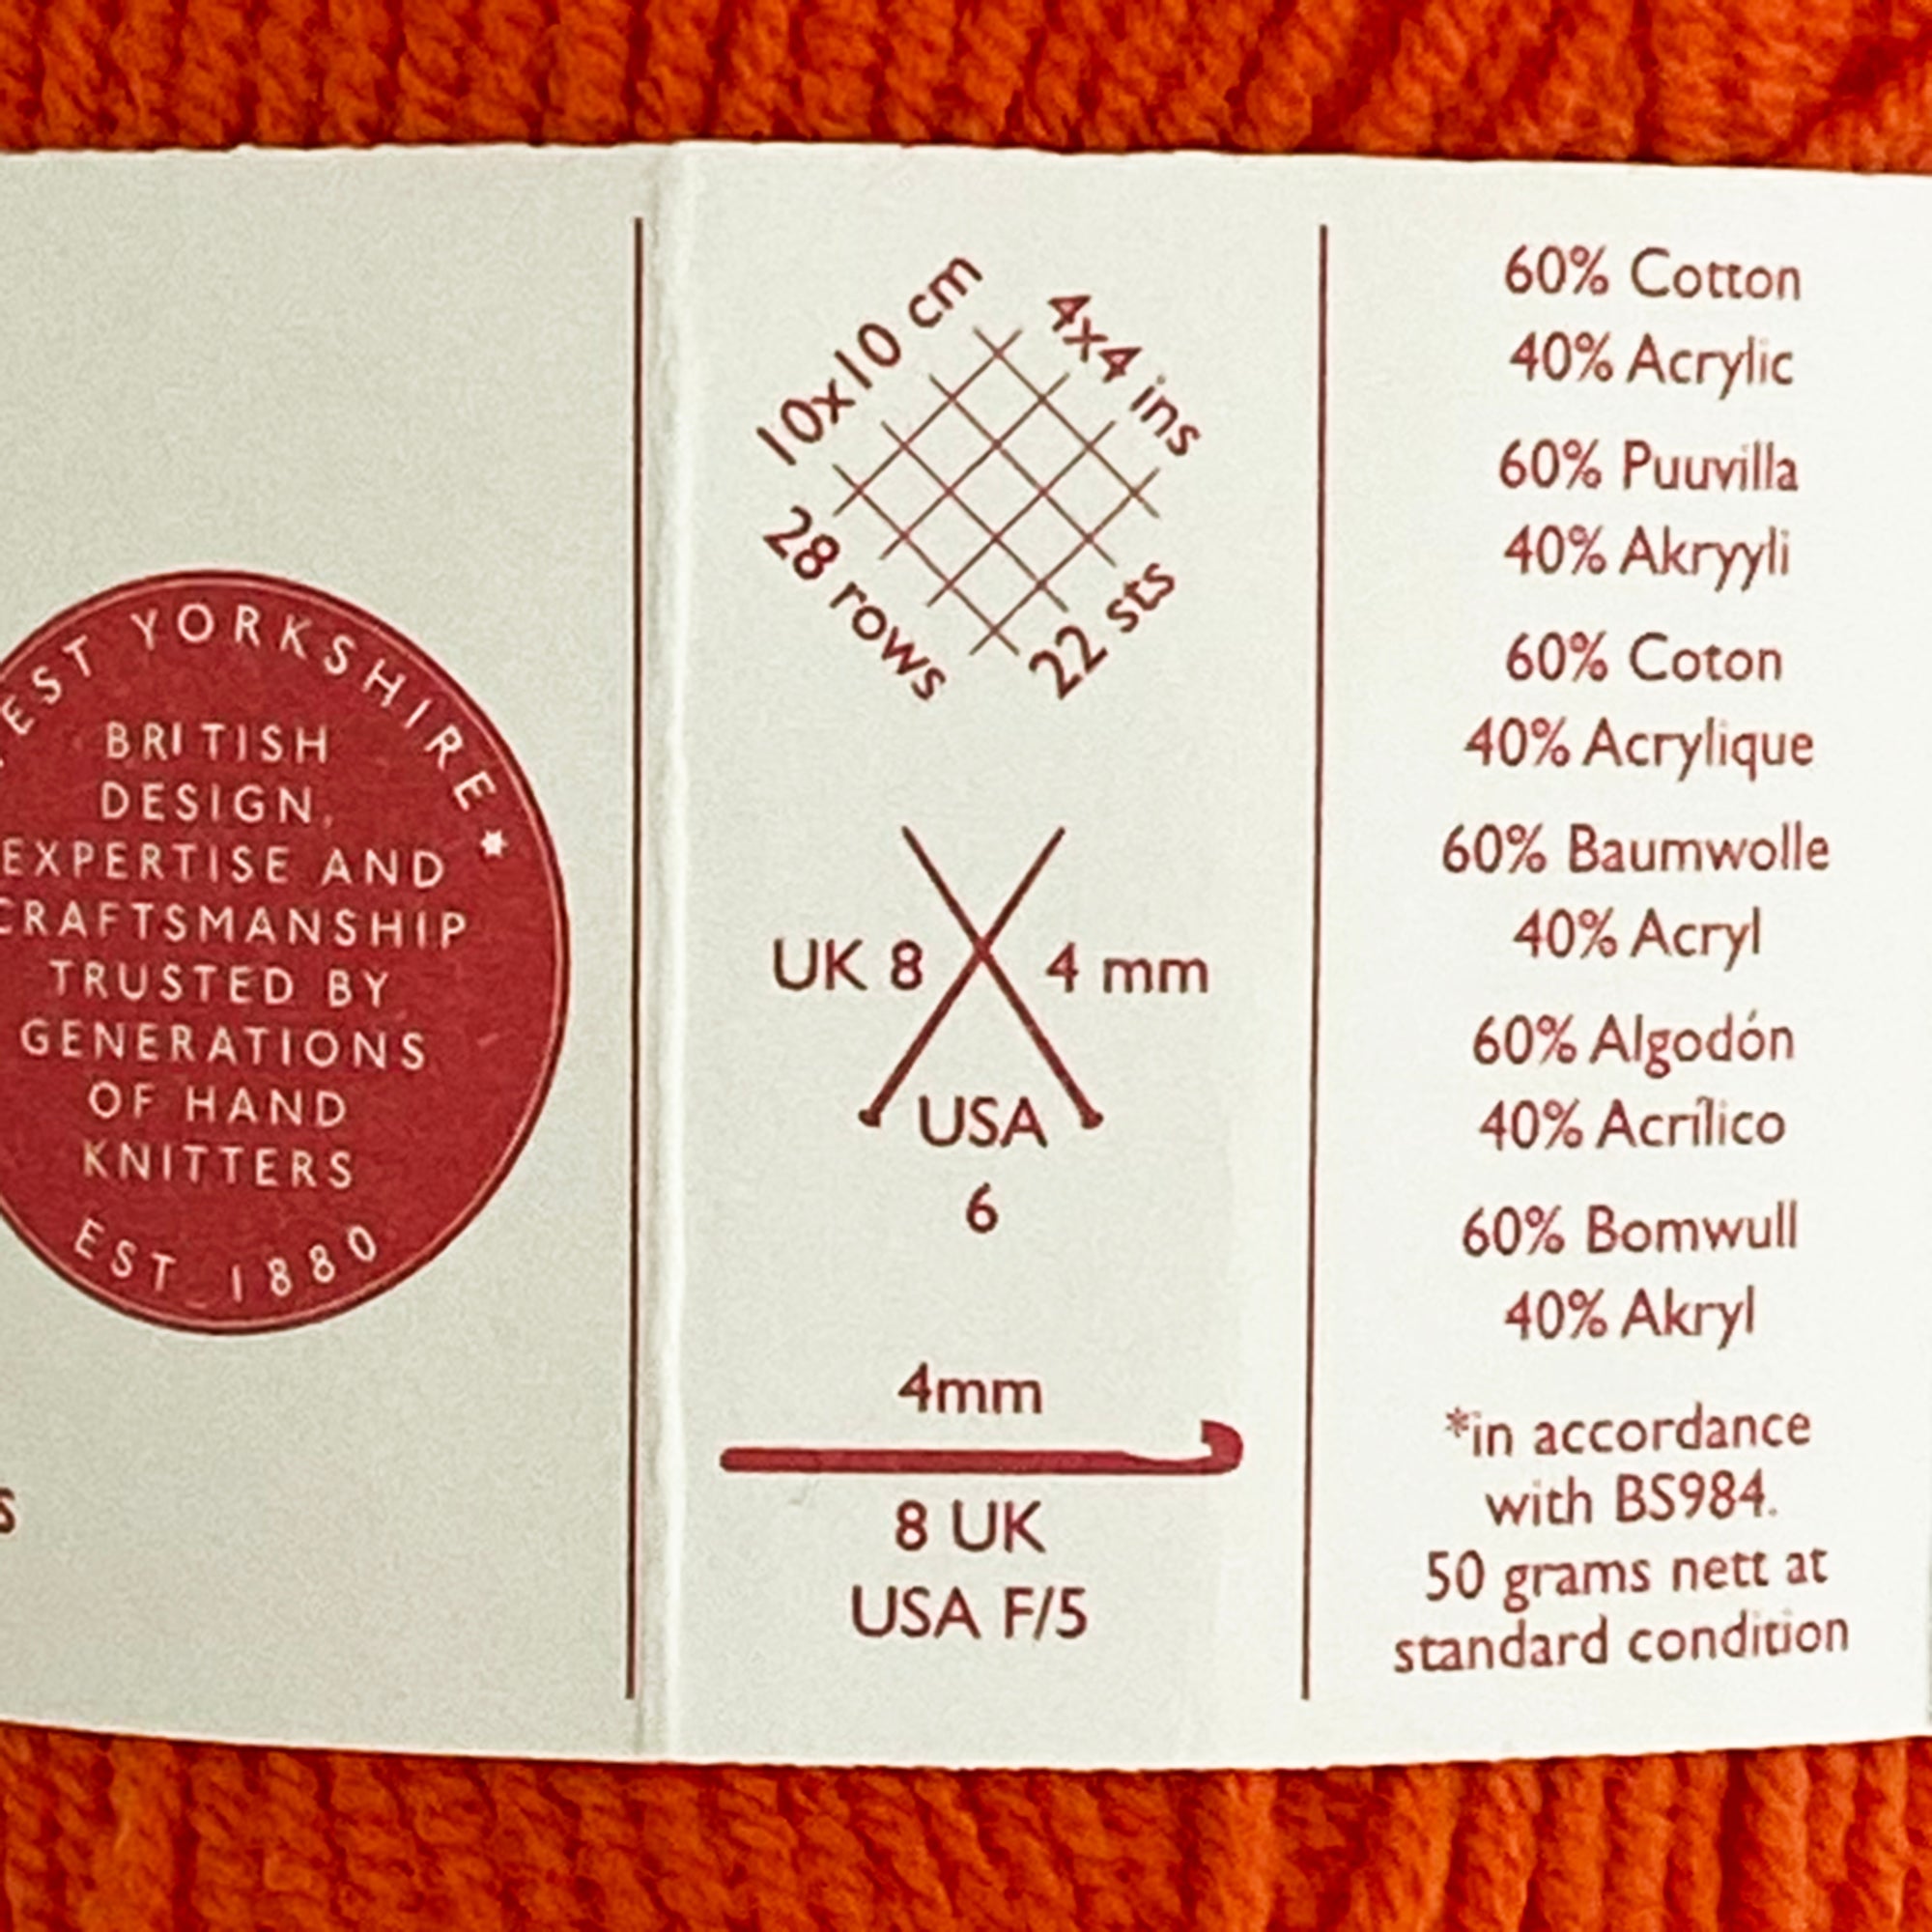 EST YORKSHIRE*
BRITISH
DESIGN,
EXPERTISE AND
CRAFTSMANSHIP
TRUSTED BY
GENERATIONS
OF HAND
KNITTERS
EST 1880
10x10 cm
4x4 ins
28 rows
22 sts
UK 8
4 mm
USA
6
4mm
8 UK
USA F/5
60% Cotton
40% Acrylic
60% Puuvilla
40% Akryyli
60% Coton
40% Acrylique
60% Baumwolle
40% Acryl
60% Algodón
40% Acrílico
60% Bomwull
40% Akryl
*in accordance
with BS984.
50 grams nett at
standard condition